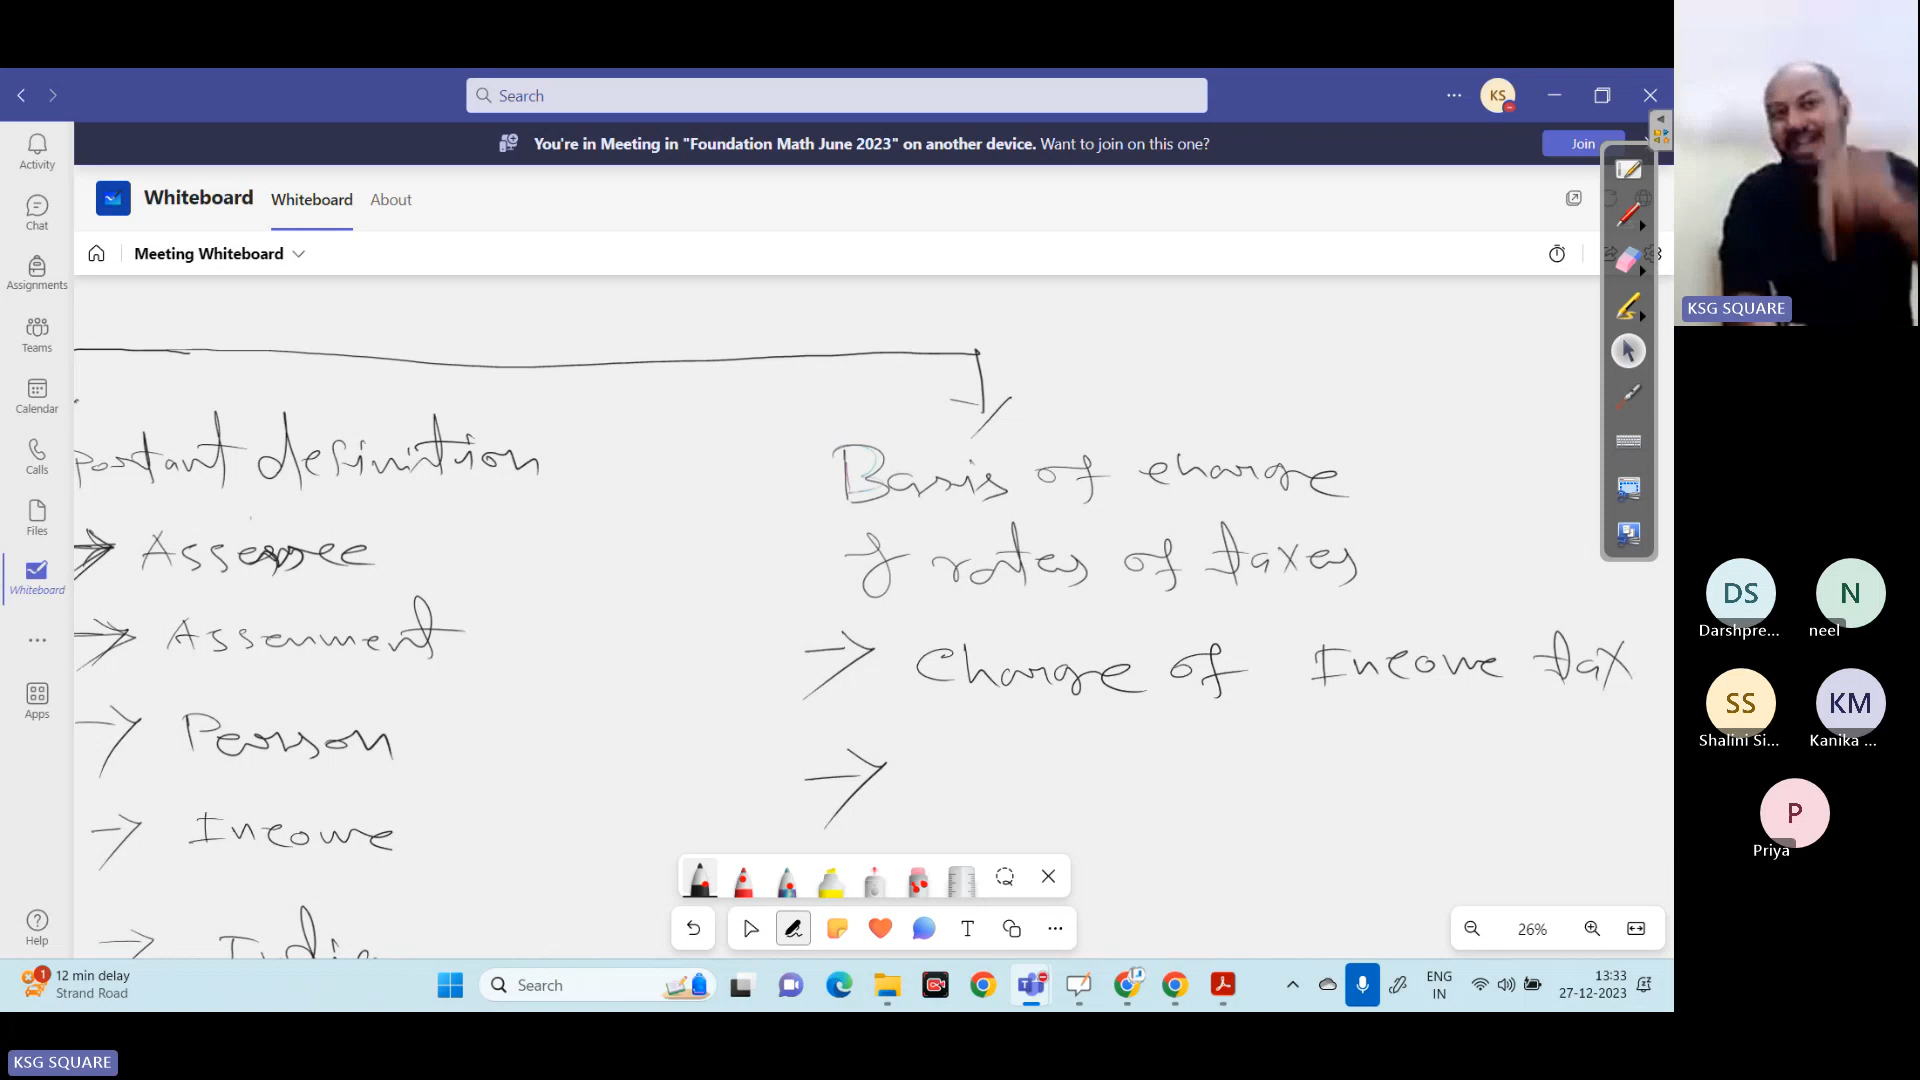 Search
KS
You're in Meeting in "Foundation Math June 2023" on another device. Want to join on this one?
Join
Activity
Chat
Assignments
Teams
Calendar
Calls
Files
Whiteboard
Apps
Help
Whiteboard
Whiteboard
About
Meeting Whiteboard
portant definition
→ Assessee
→ Assessment
→ Person
→ Income
→ India
Basis of charge
& rates of taxes
→ Charge of Income tax
→
26%
KSG SQUARE
DS
Darshpre...
N
neel
SS
Shalini Si...
KM
Kanika ...
P
Priya
1
12 min delay
Strand Road
Search
ENG
IN
13:33
27-12-2023
KSG SQUARE